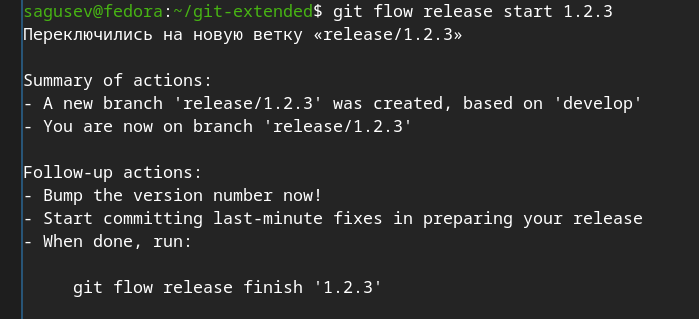 sagusev@fedora:~/git-extended$ git flow release start 1.2.3
Переключились на новую ветку «release/1.2.3»
Summary of actions:
- A new branch 'release/1.2.3' was created, based on 'develop'
- You are now on branch 'release/1.2.3'
Follow-up actions:
- Bump the version number now!
- Start committing last-minute fixes in preparing your release
- When done, run:
git flow release finish '1.2.3'